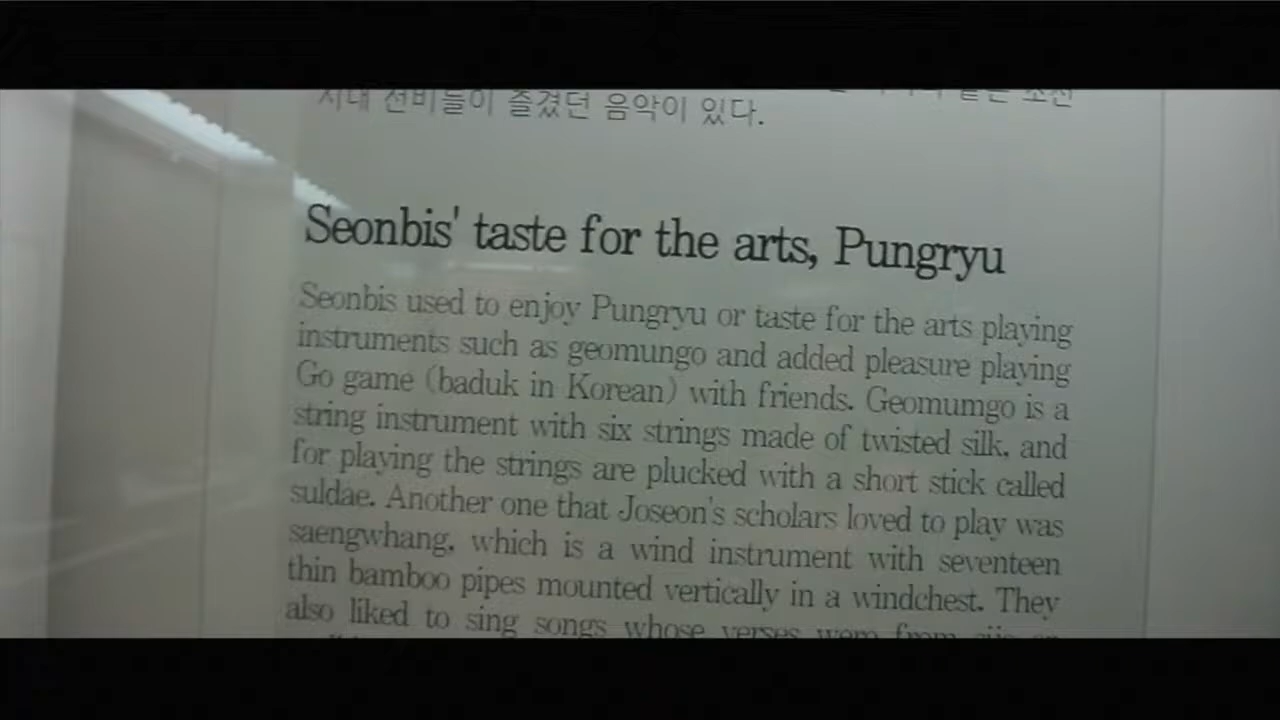 시대 선비들이 즐겼던 음악이 있다.
Seonbis' taste for the arts, Pungryu
Seonbis used to enjoy Pungryu or taste for the arts playing
instruments such as geomungo and added pleasure playing
Go game (baduk in Korean) with friends. Geomumgo is a
string instrument with six strings made of twisted silk, and
for playing the strings are plucked with a short stick called
suldae. Another one that Joseon's scholars loved to play was
saengwhang, which is a wind instrument with seventeen
thin bamboo pipes mounted vertically in a windchest. They
also liked to sing songs whose verses were from